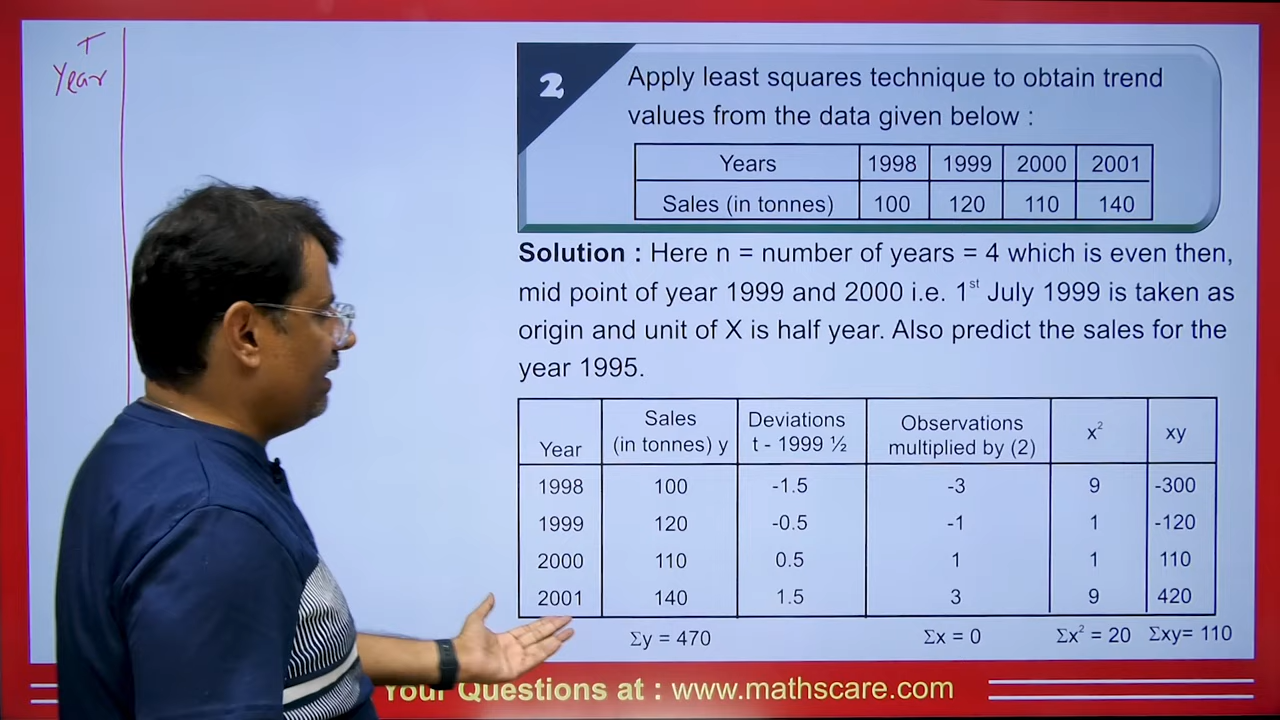 T
Year
2
Apply least squares technique to obtain trend
values from the data given below :
Years 1998 1999 2000 2001
Sales (in tonnes) 100 120 110 140
Solution : Here n = number of years = 4 which is even then,
mid point of year 1999 and 2000 i.e. 1st July 1999 is taken as
origin and unit of X is half year. Also predict the sales for the
year 1995.
Year Sales (in tonnes) y Deviations t - 1999 ½ Observations multiplied by (2) x² xy
1998 100 -1.5 -3 9 -300
1999 120 -0.5 -1 1 -120
2000 110 0.5 1 1 110
2001 140 1.5 3 9 420
Σy = 470 Σx = 0 Σx² = 20 Σxy= 110
Your Questions at : www.mathscare.com